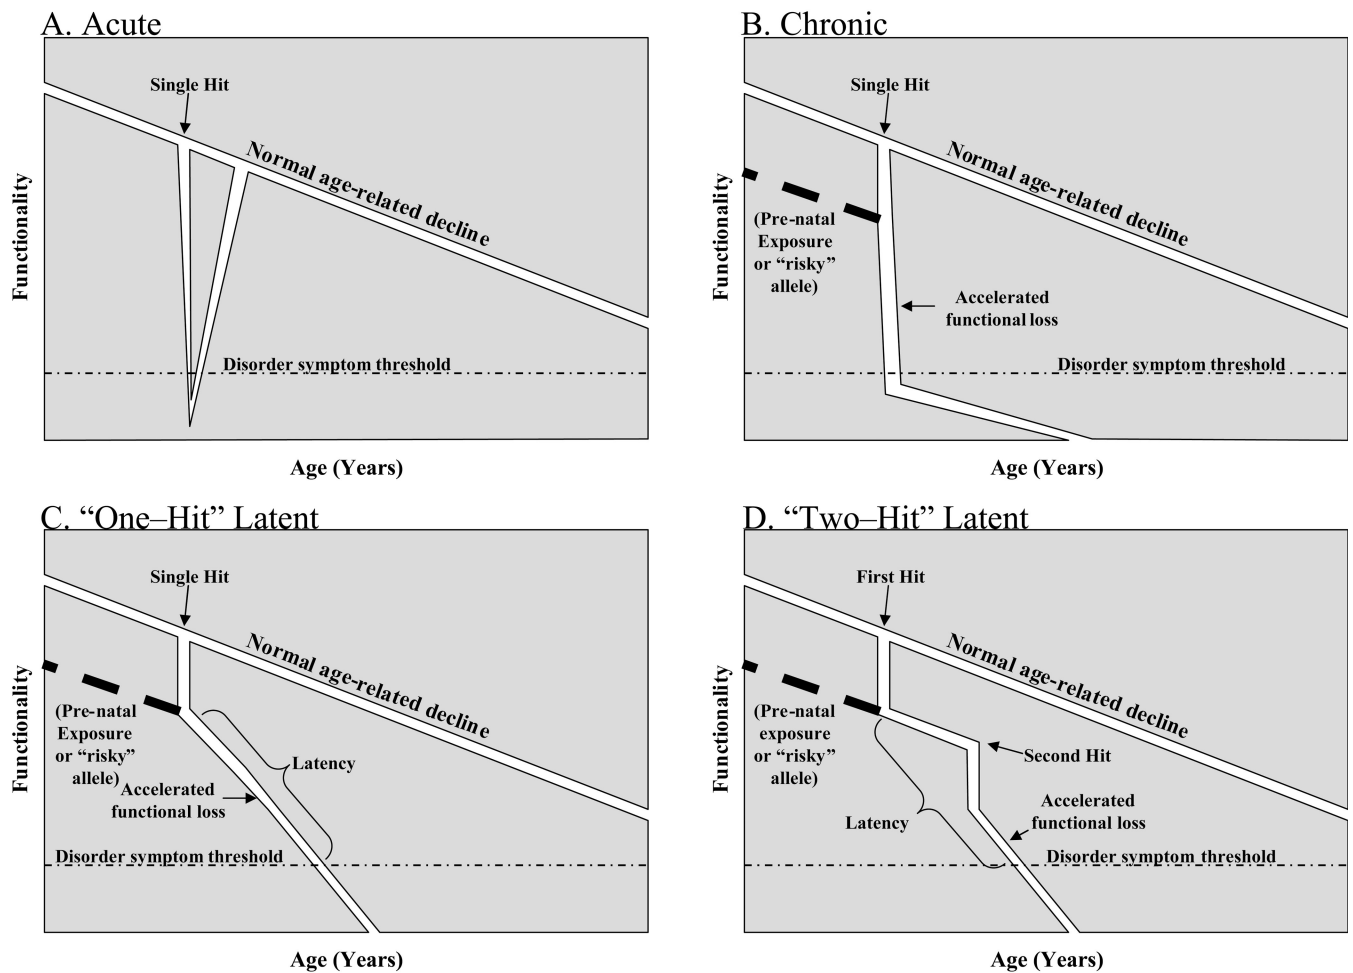 A. Acute
Single Hit
Normal age-related decline
Functionality
Disorder symptom threshold
Age (Years)
B. Chronic
Single Hit
Normal age-related decline
Functionality
(Pre-natal
Exposure
or “risky”
allele)
Accelerated
functional loss
Disorder symptom threshold
Age (Years)
C. “One–Hit” Latent
Single Hit
Normal age-related decline
Functionality
(Pre-natal
Exposure
or “risky”
allele)
Latency
Accelerated
functional loss
Disorder symptom threshold
Age (Years)
D. “Two–Hit” Latent
First Hit
Normal age-related decline
Functionality
(Pre-natal
exposure
or “risky”
allele)
Second Hit
Latency
Accelerated
functional loss
Disorder symptom threshold
Age (Years)